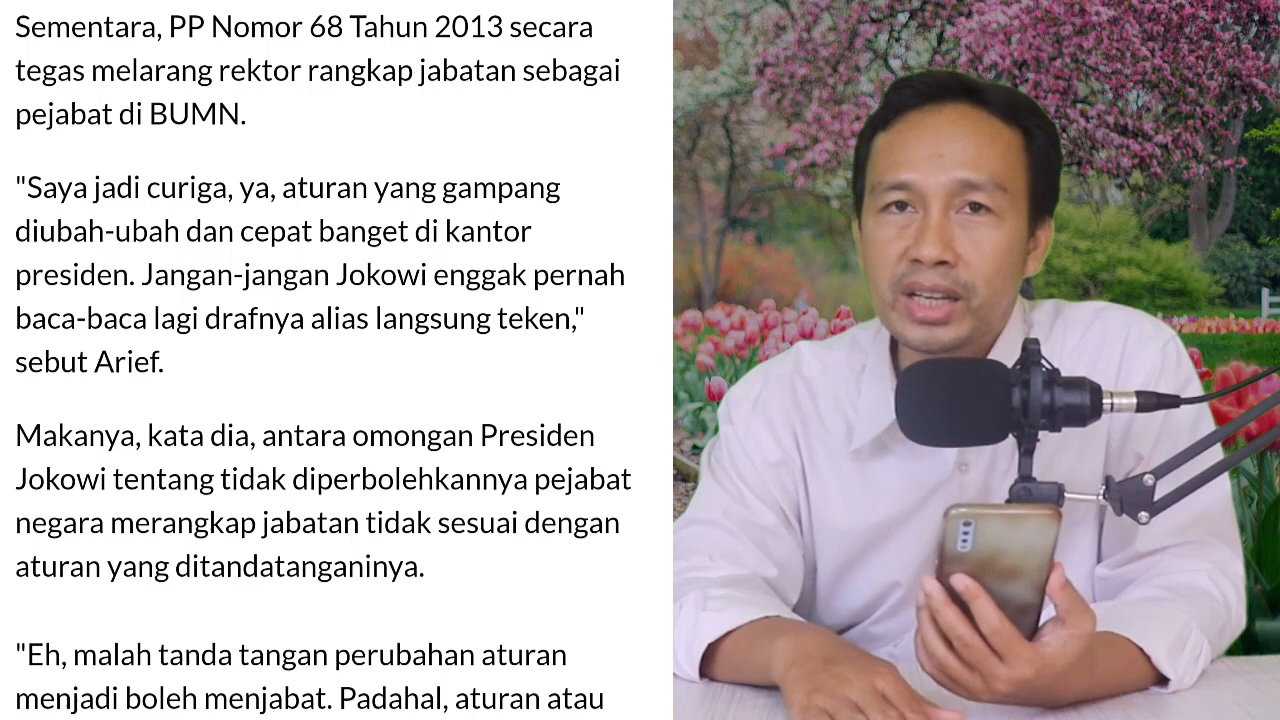 Sementara, PP Nomor 68 Tahun 2013 secara
tegas melarang rektor rangkap jabatan sebagai
pejabat di BUMN.
"Saya jadi curiga, ya, aturan yang gampang
diubah-ubah dan cepat banget di kantor
presiden. Jangan-jangan Jokowi enggak pernah
baca-baca lagi drafnya alias langsung teken,"
sebut Arief.
Makanya, kata dia, antara omongan Presiden
Jokowi tentang tidak diperbolehkannya pejabat
negara merangkap jabatan tidak sesuai dengan
aturan yang ditandatanganinya.
"Eh, malah tanda tangan perubahan aturan
menjadi boleh menjabat. Padahal, aturan atau